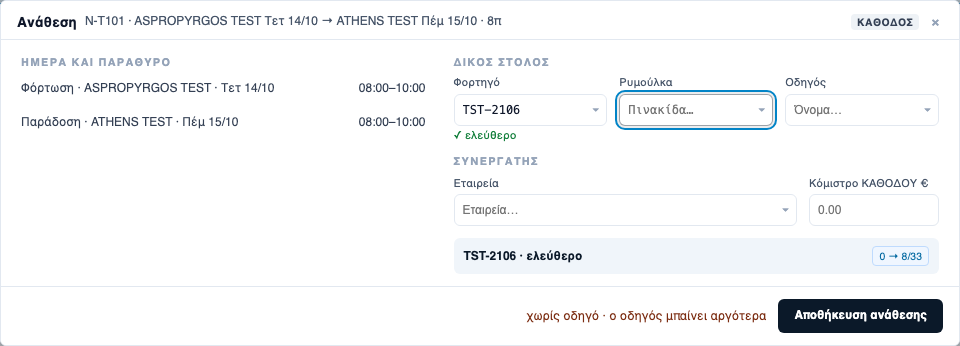 Ανάθεση N-T101 · ASPROPYRGOS TEST Τετ 14/10 → ATHENS TEST Πέμ 15/10 · 8π ΚΑΘΟΔΟΣ ×
ΗΜΕΡΑ ΚΑΙ ΠΑΡΑΘΥΡΟ
Φόρτωση · ASPROPYRGOS TEST · Τετ 14/10 08:00–10:00
Παράδοση · ATHENS TEST · Πέμ 15/10 08:00–10:00
ΔΙΚΟΣ ΣΤΟΛΟΣ
Φορτηγό Ρυμούλκα Οδηγός
TST-2106 Πινακίδα… Όνομα…
✓ ελεύθερο
ΣΥΝΕΡΓΑΤΗΣ
Εταιρεία Κόμιστρο ΚΑΘΟΔΟΥ €
Εταιρεία… 0.00
TST-2106 · ελεύθερο 0 → 8/33
χωρίς οδηγό · ο οδηγός μπαίνει αργότερα Αποθήκευση ανάθεσης